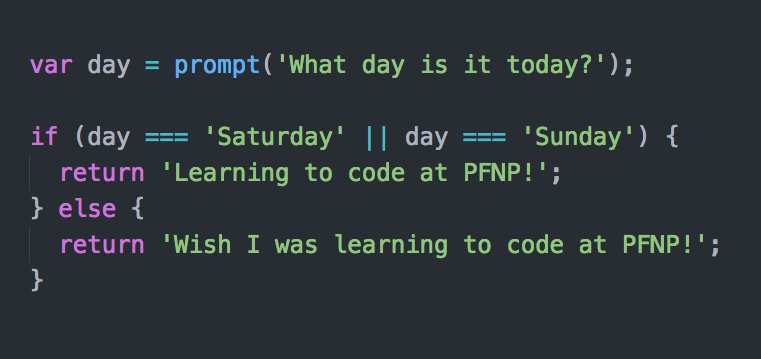 var day = prompt('What day is it today?');
if (day === 'Saturday' || day === 'Sunday') {
return 'Learning to code at PFNP!';
} else {
return 'Wish I was learning to code at PFNP!';
}